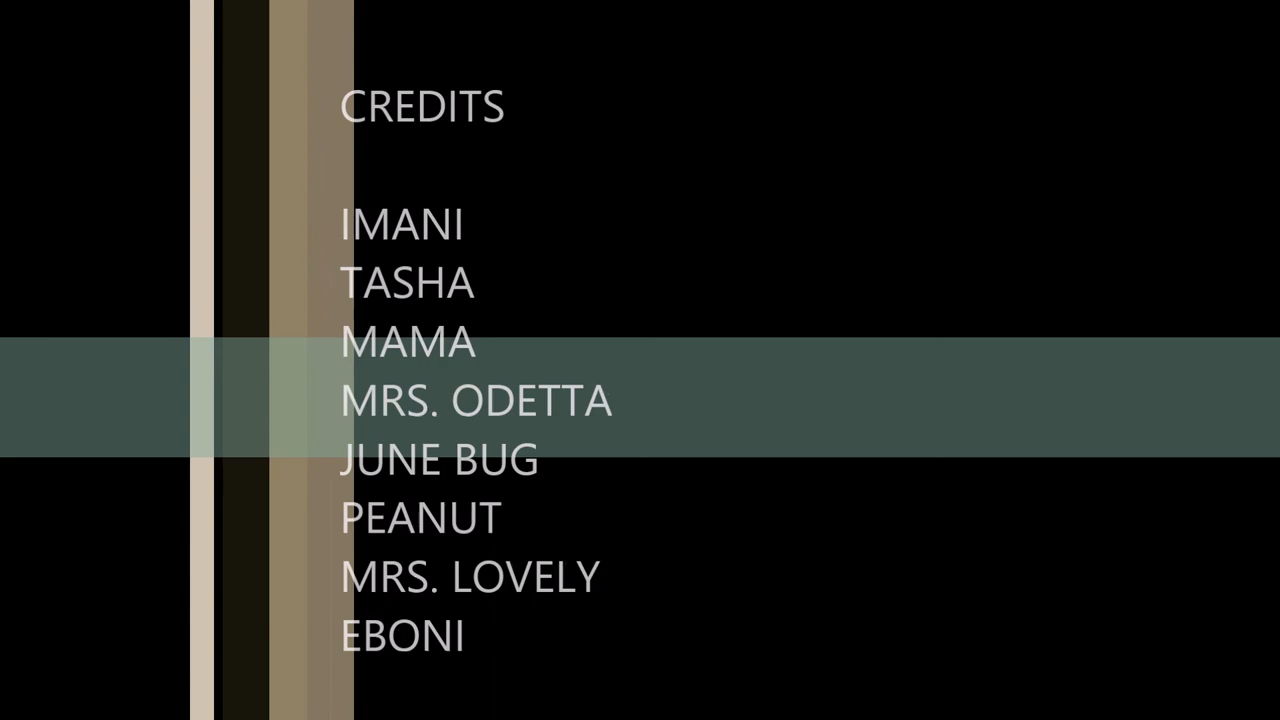 CREDITS
IMANI
TASHA
MAMA
MRS. ODETTA
JUNE BUG
PEANUT
MRS. LOVELY
EBONI